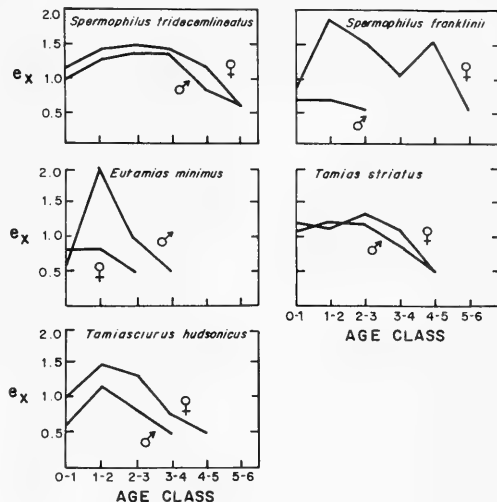 Spermophilus tridecemlineatus
2.0
1.5
1.0
0.5
ex
♀
♂
Spermophilus franklinii
♀
♂
Eutamias minimus
2.0
1.5
1.0
0.5
ex
♂
♀
Tamias striatus
♀
♂
0-1 1-2 2-3 3-4 4-5 5-6
AGE CLASS
Tamiasciurus hudsonicus
2.0
1.5
1.0
0.5
ex
♀
♂
0-1 1-2 2-3 3-4 4-5 5-6
AGE CLASS